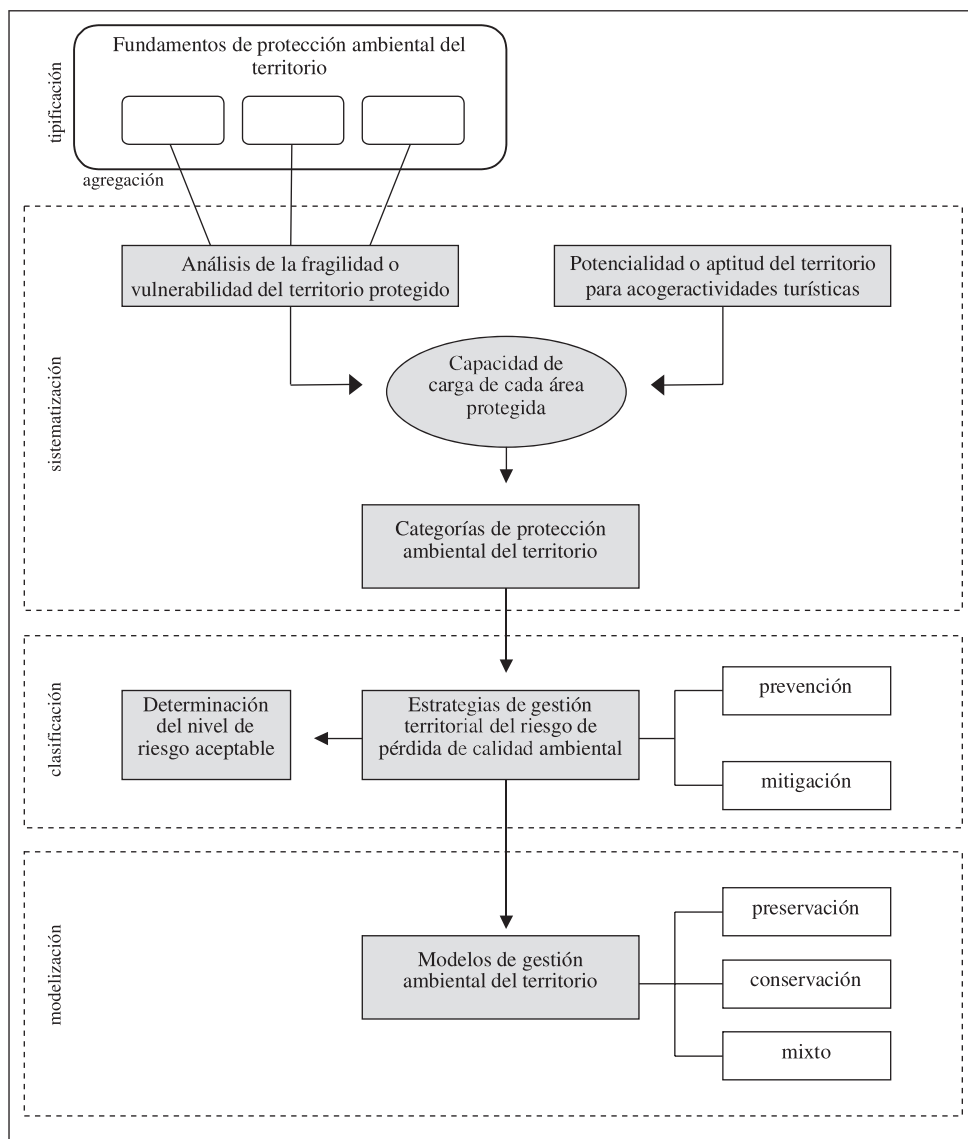 Fundamentos de protección ambiental del
territorio
tipificación
agregación
Análisis de la fragilidad o
vulnerabilidad del territorio protegido
Potencialidad o aptitud del territorio
para acogeractividades turísticas
Capacidad de
carga de cada área
protegida
sistematización
Categorías de protección
ambiental del territorio
clasificación
Determinación
del nivel de
riesgo aceptable
Estrategias de gestión
territorial del riesgo de
pérdida de calidad ambiental
prevención
mitigación
modelización
Modelos de gestión
ambiental del territorio
preservación
conservación
mixto